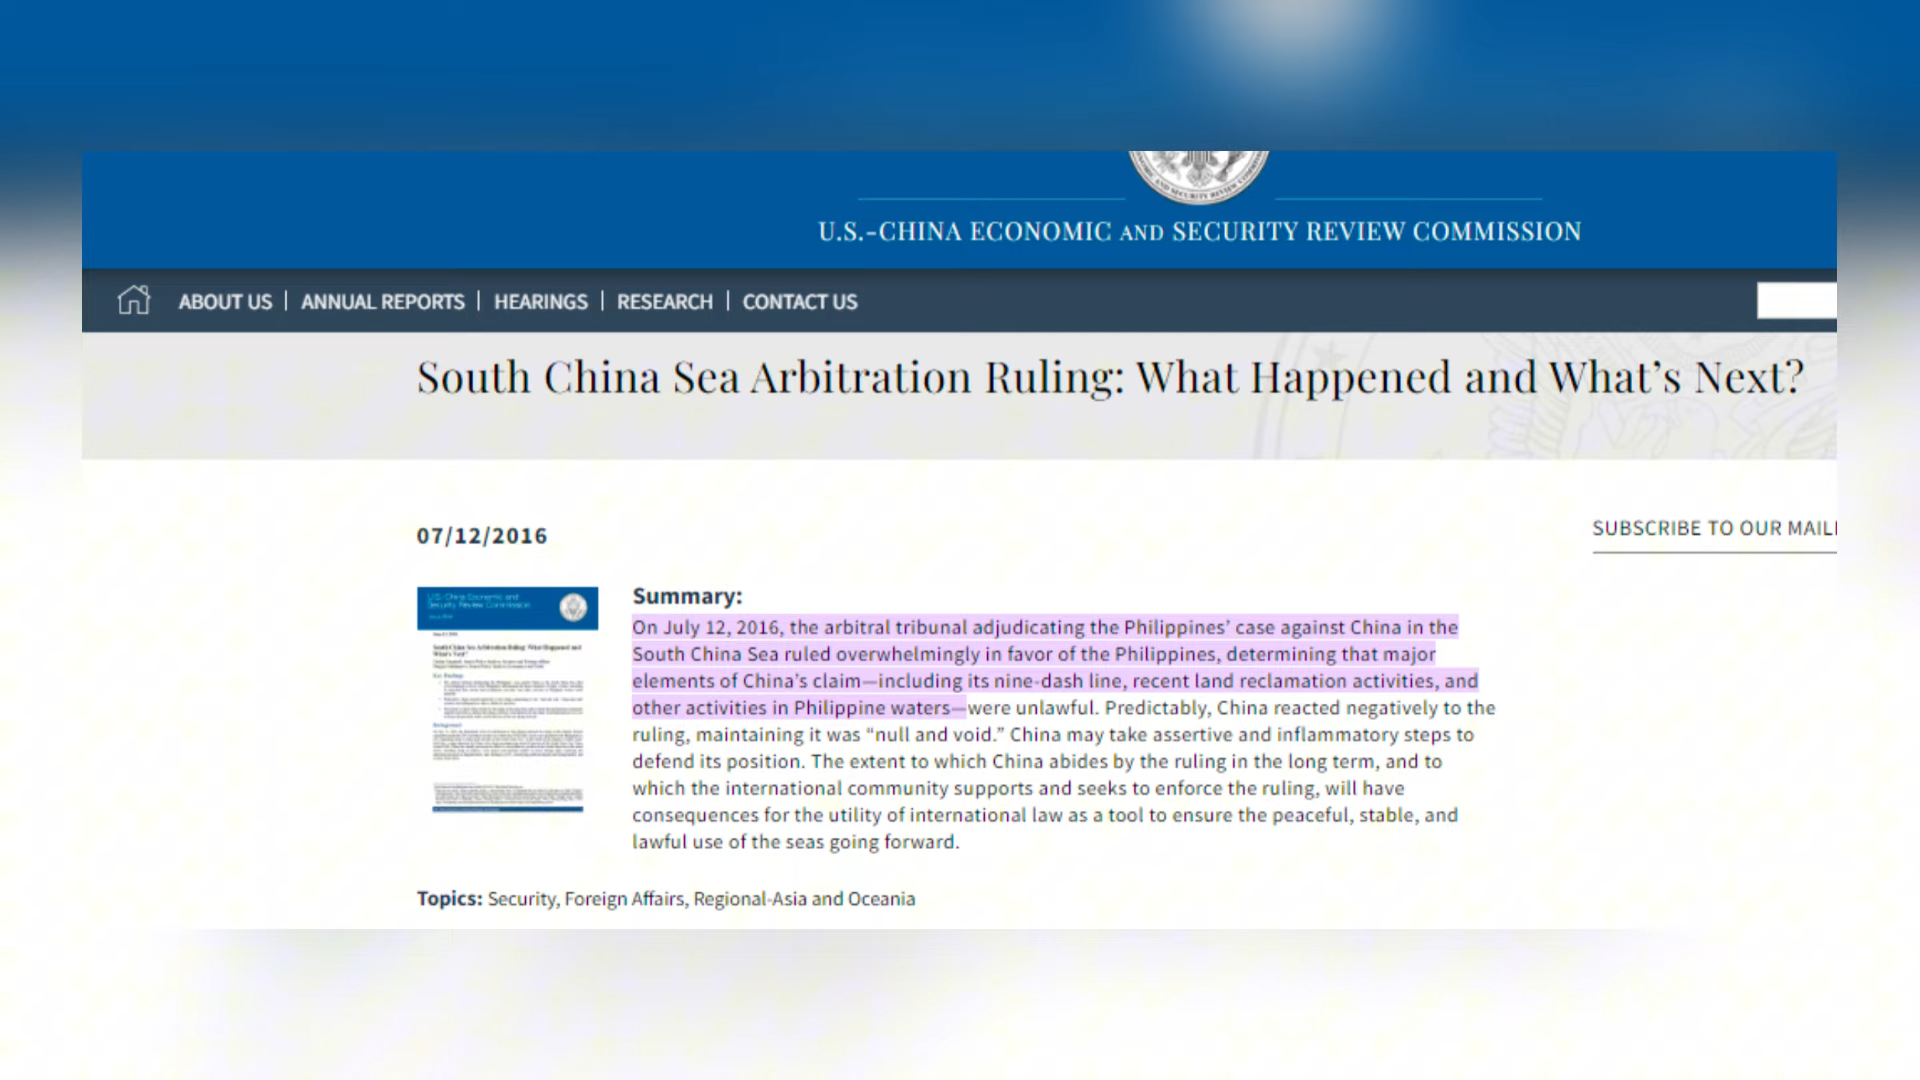 U.S.-CHINA ECONOMIC AND SECURITY REVIEW COMMISSION
ABOUT US | ANNUAL REPORTS | HEARINGS | RESEARCH | CONTACT US
South China Sea Arbitration Ruling: What Happened and What’s Next?
07/12/2016
SUBSCRIBE TO OUR
U.S.-China Economic and
Security Review Commission
Summary:
On July 12, 2016, the arbitral tribunal adjudicating the Philippines’ case against China in the
South China Sea ruled overwhelmingly in favor of the Philippines, determining that major
elements of China’s claim—including its nine-dash line, recent land reclamation activities, and
other activities in Philippine waters—were unlawful. Predictably, China reacted negatively to the
ruling, maintaining it was “null and void.” China may take assertive and inflammatory steps to
defend its position. The extent to which China abides by the ruling in the long term, and to
which the international community supports and seeks to enforce the ruling, will have
consequences for the utility of international law as a tool to ensure the peaceful, stable, and
lawful use of the seas going forward.
Topics: Security, Foreign Affairs, Regional-Asia and Oceania